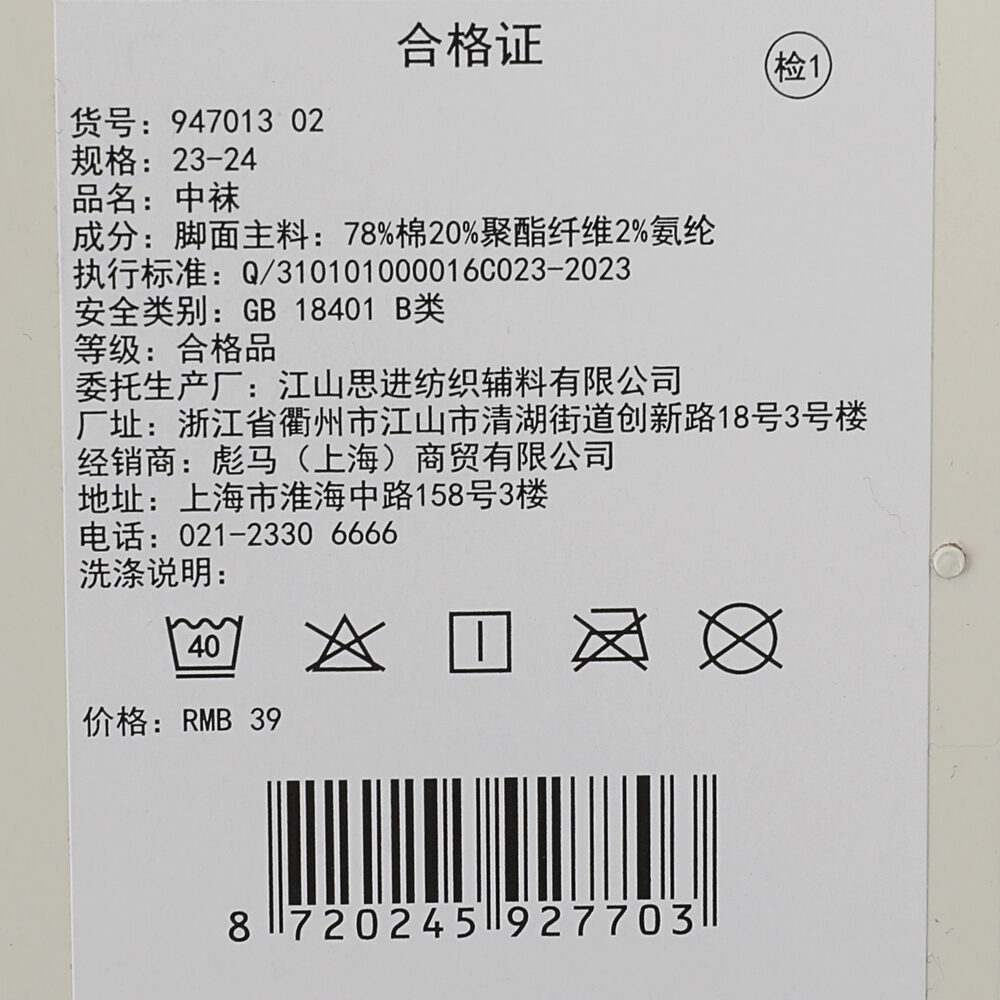 合格证
检1
货号：947013 02
规格：23-24
品名：中袜
成分：脚面主料：78%棉20%聚酯纤维2%氨纶
执行标准：Q/310101000016C023-2023
安全类别：GB 18401 B类
等级：合格品
委托生产厂：江山思进纺织辅料有限公司
厂址：浙江省衢州市江山市清湖街道创新路18号3号楼
经销商：彪马（上海）商贸有限公司
地址：上海市淮海中路158号3楼
电话：021-2330 6666
洗涤说明：
40
价格：RMB 39
8 720245 927703